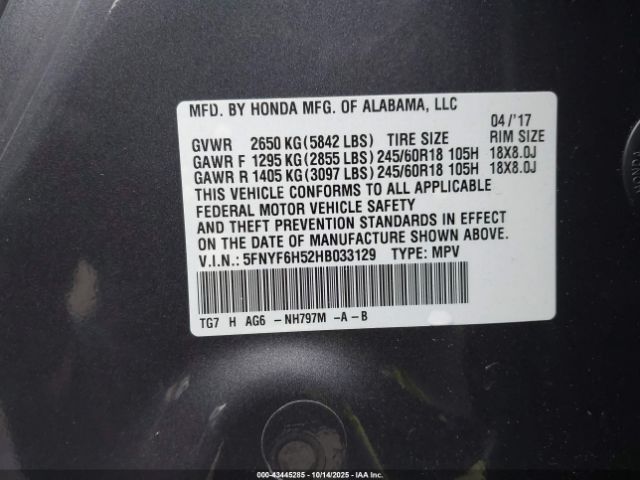 MFD. BY HONDA MFG. OF ALABAMA, LLC
04/'17
GVWR 2650 KG(5842 LBS) TIRE SIZE RIM SIZE
GAWR F 1295 KG(2855 LBS) 245/60R18 105H 18X8.0J
GAWR R 1405 KG(3097 LBS) 245/60R18 105H 18X8.0J
THIS VEHICLE CONFORMS TO ALL APPLICABLE
FEDERAL MOTOR VEHICLE SAFETY
AND THEFT PREVENTION STANDARDS IN EFFECT
ON THE DATE OF MANUFACTURE SHOWN ABOVE.
V.I.N.: 5FNYF6H52HB033129 TYPE: MPV
TG7 H AG6 -NH797M -A-B
000-43445285 - 10/14/2025 - IAA Inc.